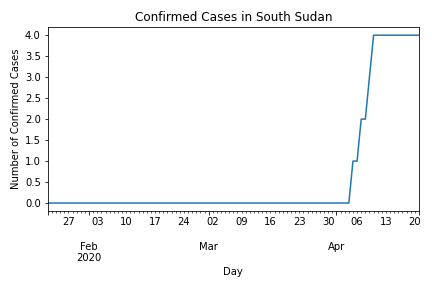 Confirmed Cases in South Sudan
Number of Confirmed Cases
4.0
3.5
3.0
2.5
2.0
1.5
1.0
0.5
0.0
27 03 10 17 24 02 09 16 23 30 06 13 20
Feb Mar Apr
2020
Day